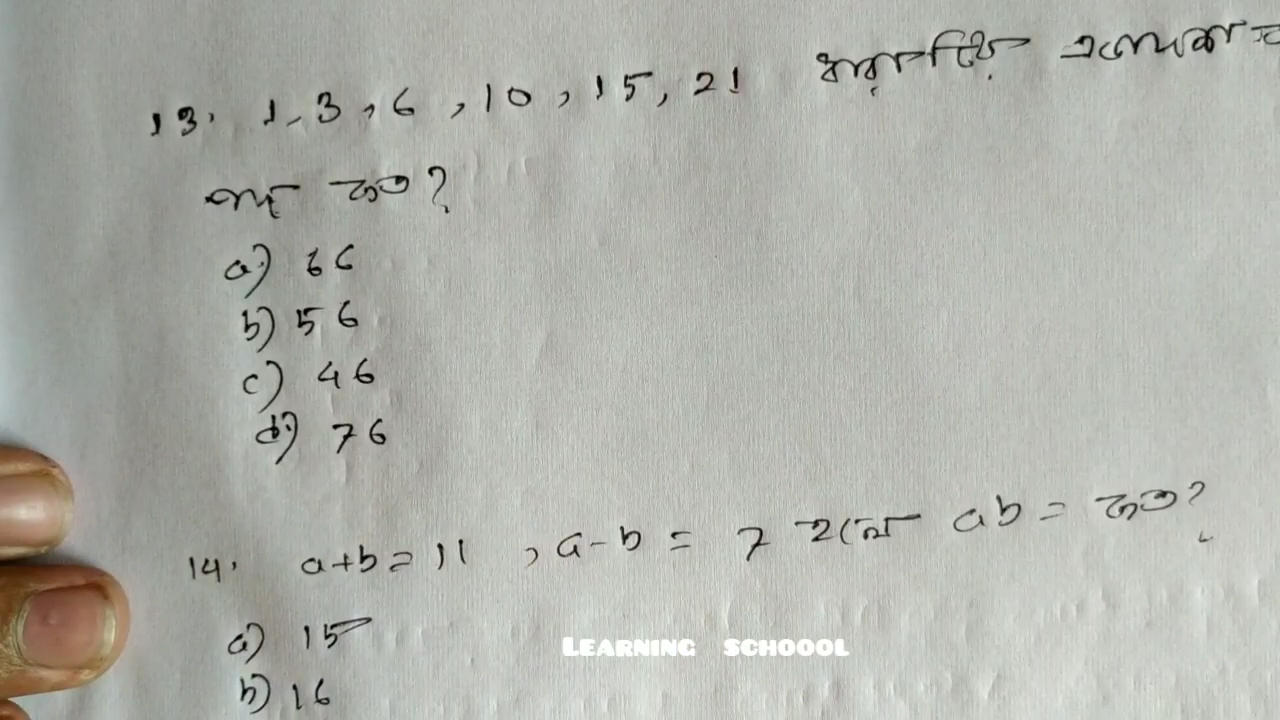 13. 1, 3, 6, 10, 15, 21 ধারাটির একাদশ
পদ কত?
a) 66
b) 56
c) 46
d) 76
14. a+b = 11 , a-b = 7 হলে ab = কত?
a) 15
b) 16
Learning schoool